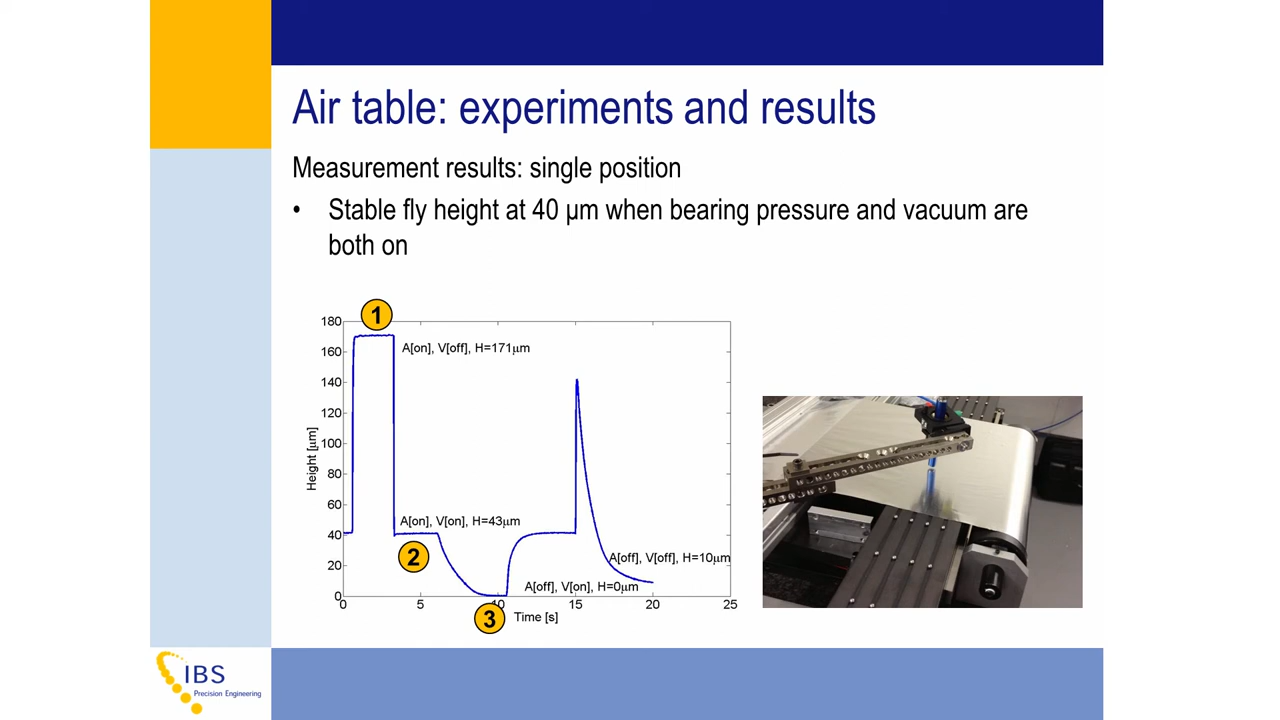 Air table: experiments and results
Measurement results: single position
• Stable fly height at 40 μm when bearing pressure and vacuum are
both on
1
180
160
140
120
100
80
60
40
20
0
Height [μm]
A[on], V[off], H=171μm
A[on], V[on], H=43μm
2
A[off], V[off], H=10μm
A[off], V[on], H=0μm
0 5 10 15 20 25
3
Time [s]
IBS
Precision Engineering